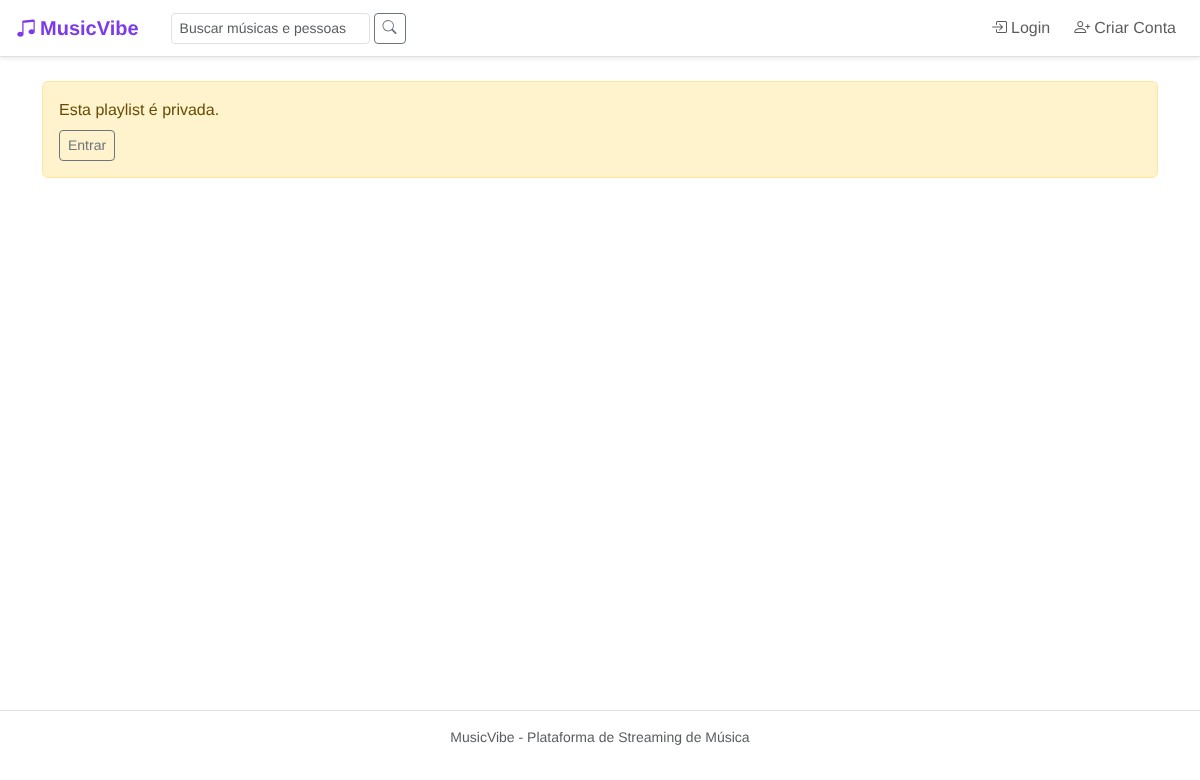 MusicVibe
Buscar músicas e pessoas
Login
Criar Conta
Esta playlist é privada.
Entrar
MusicVibe - Plataforma de Streaming de Música